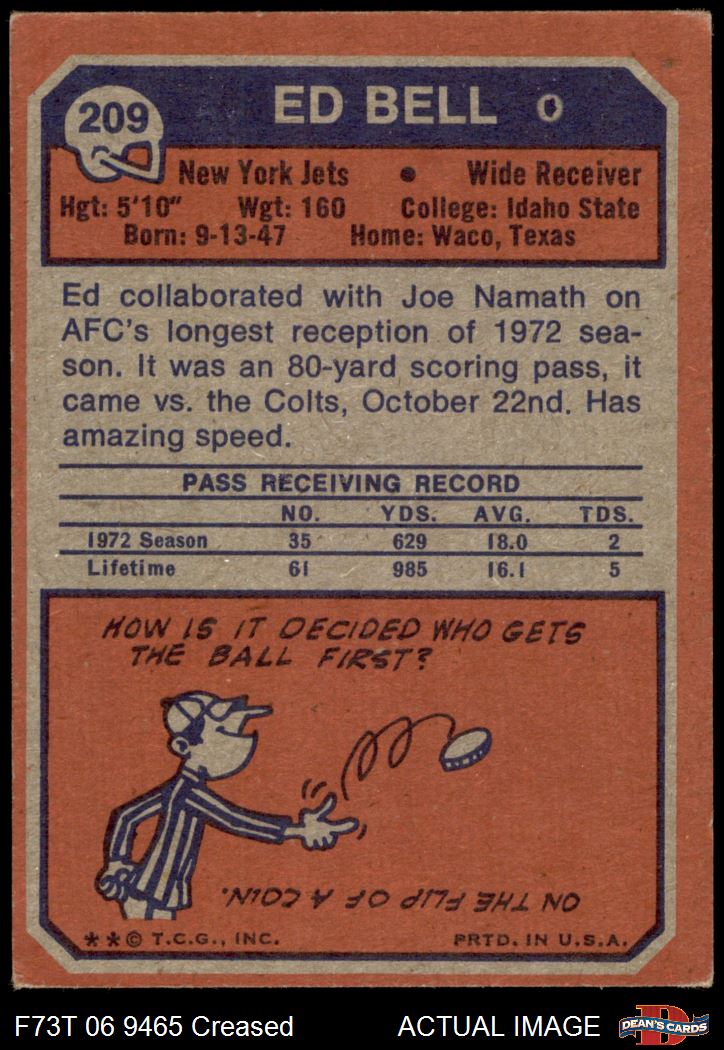 209
ED BELL
New York Jets • Wide Receiver
Hgt: 5'10" Wgt: 160 College: Idaho State
Born: 9-13-47 Home: Waco, Texas
Ed collaborated with Joe Namath on
AFC's longest reception of 1972 sea-
son. It was an 80-yard scoring pass, it
came vs. the Colts, October 22nd. Has
amazing speed.
PASS RECEIVING RECORD
NO. YDS. AVG. TDS.
1972 Season 35 629 18.0 2
Lifetime 61 985 16.1 5
HOW IS IT DECIDED WHO GETS
THE BALL FIRST?
ON THE FLIP OF A COIN.
**© T.C.G., INC. PRTD. IN U.S.A.
F73T 06 9465 Creased ACTUAL IMAGE
D
DEAN'S CARDS